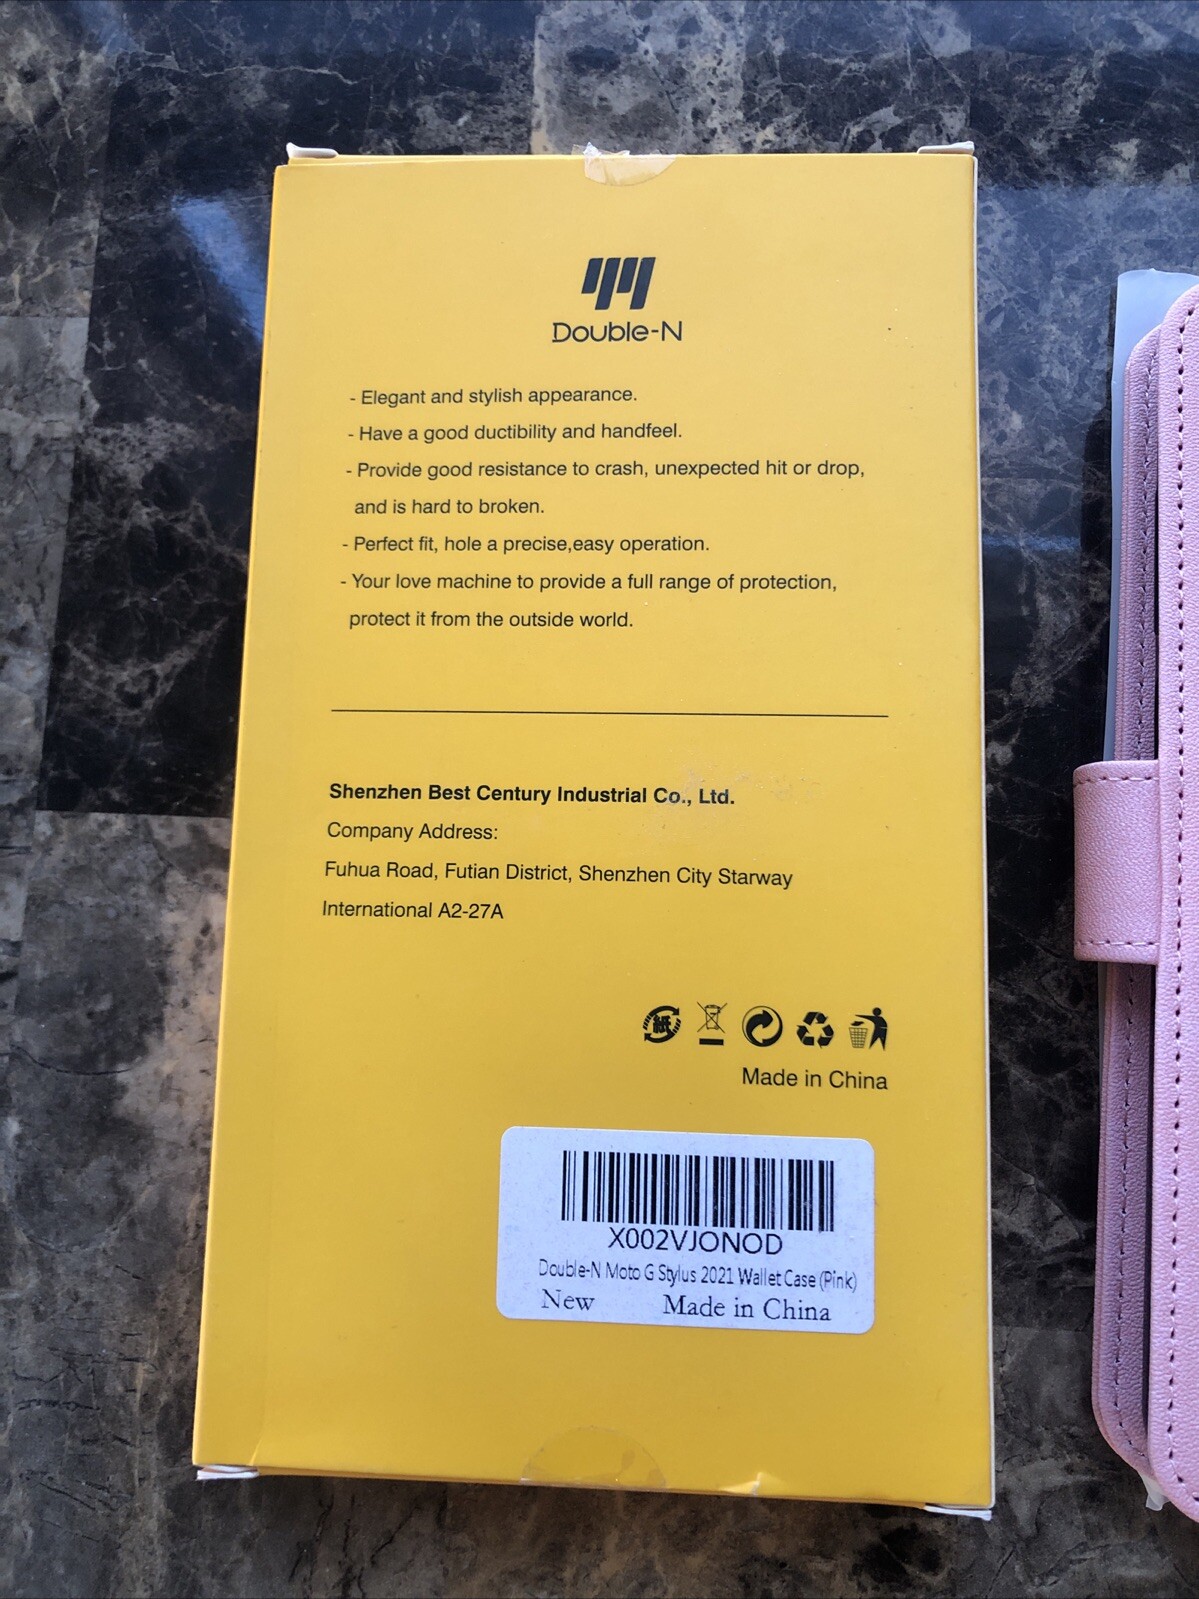 Double-N
- Elegant and stylish appearance.
- Have a good ductibility and handfeel.
- Provide good resistance to crash, unexpected hit or drop,
and is hard to broken.
- Perfect fit, hole a precise,easy operation.
- Your love machine to provide a full range of protection,
protect it from the outside world.
Shenzhen Best Century Industrial Co., Ltd.
Company Address:
Fuhua Road, Futian District, Shenzhen City Starway
International A2-27A
紙
Made in China
X002VJONOD
Double-N Moto G Stylus 2021 Wallet Case (Pink)
New Made in China